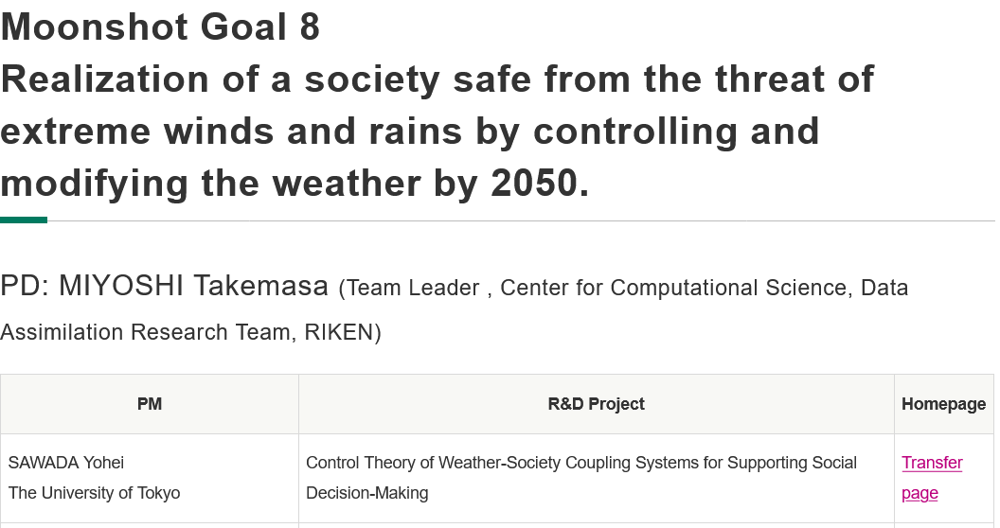 Moonshot Goal 8
Realization of a society safe from the threat of
extreme winds and rains by controlling and
modifying the weather by 2050.
PD: MIYOSHI Takemasa (Team Leader , Center for Computational Science, Data
Assimilation Research Team, RIKEN)
PM R&D Project Homepage
SAWADA Yohei
The University of Tokyo
Control Theory of Weather-Society Coupling Systems for Supporting Social
Decision-Making
Transfer
page